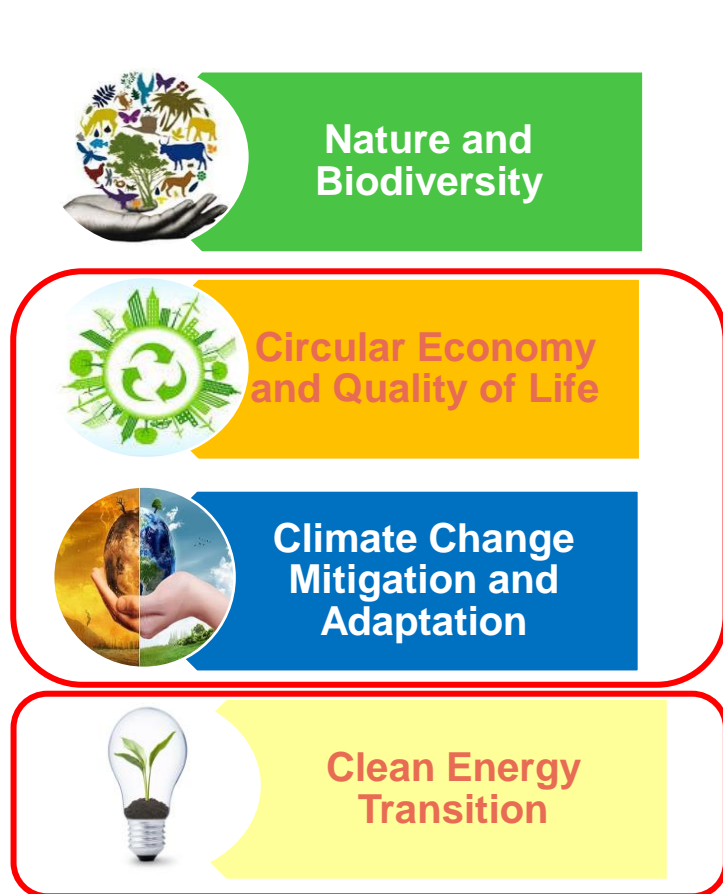 Nature and
Biodiversity
Circular Economy
and Quality of Life
Climate Change
Mitigation and
Adaptation
Clean Energy
Transition